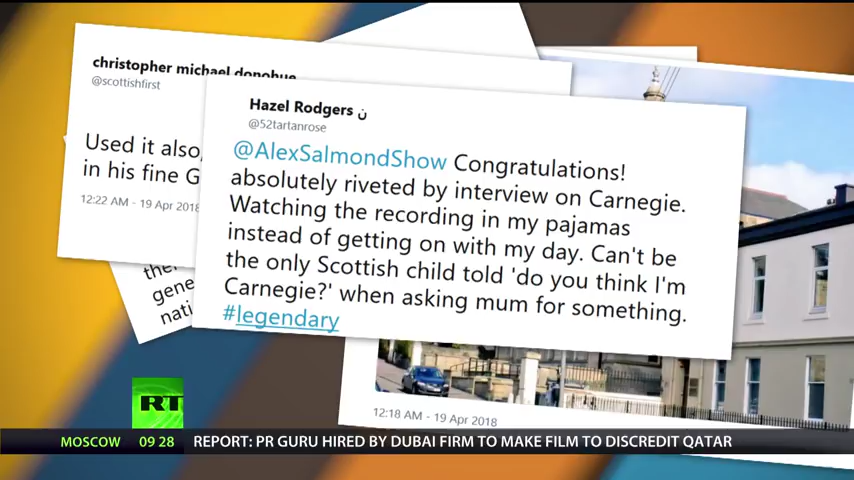 christopher michael donohue
@scottishfirst
Used it also,
in his fine G
12:22 AM - 19 Apr 2018
Hazel Rodgers ن
@52tartanrose
@AlexSalmondShow Congratulations!
absolutely riveted by interview on Carnegie.
Watching the recording in my pajamas
instead of getting on with my day. Can't be
the only Scottish child told 'do you think I'm
Carnegie?' when asking mum for something.
#legendary
gene
nati
12:18 AM - 19 Apr 2018
RT
MOSCOW 09 28 REPORT: PR GURU HIRED BY DUBAI FIRM TO MAKE FILM TO DISCREDIT QATAR